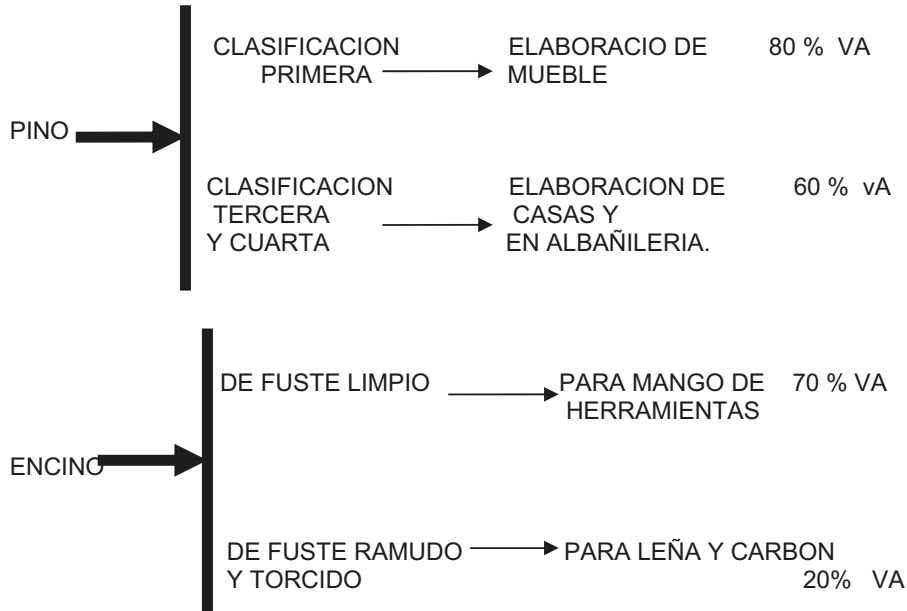 CLASIFICACION ELABORACIO DE 80 % VA
PRIMERA MUEBLE
PINO
CLASIFICACION ELABORACION DE 60 % vA
TERCERA CASAS Y
Y CUARTA EN ALBAÑILERIA.
DE FUSTE LIMPIO PARA MANGO DE 70 % VA
HERRAMIENTAS
ENCINO
DE FUSTE RAMUDO PARA LEÑA Y CARBON
Y TORCIDO 20% VA